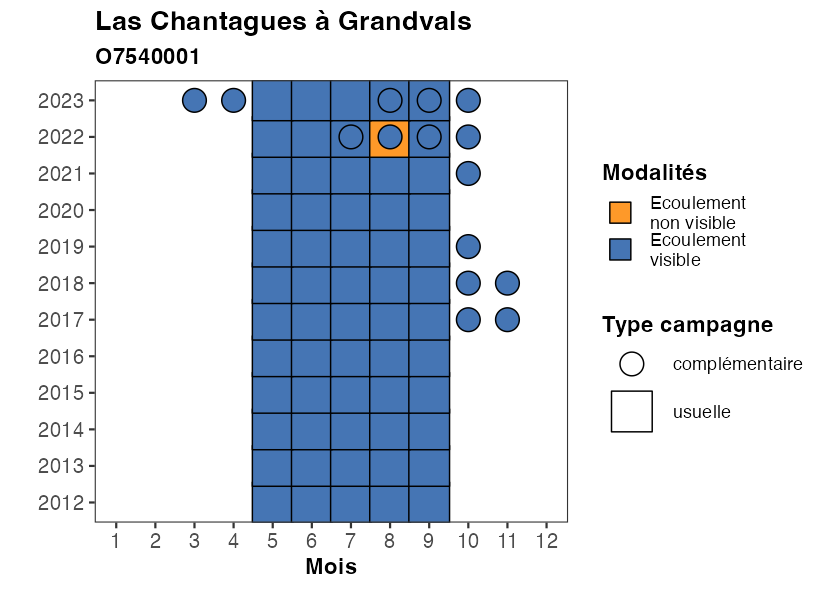 Las Chantagues à Grandvals
O7540001
2023
2022
2021
2020
2019
2018
2017
2016
2015
2014
2013
2012
1 2 3 4 5 6 7 8 9 10 11 12
Mois
Modalités
Ecoulement
non visible
Ecoulement
visible
Type campagne
complémentaire
usuelle